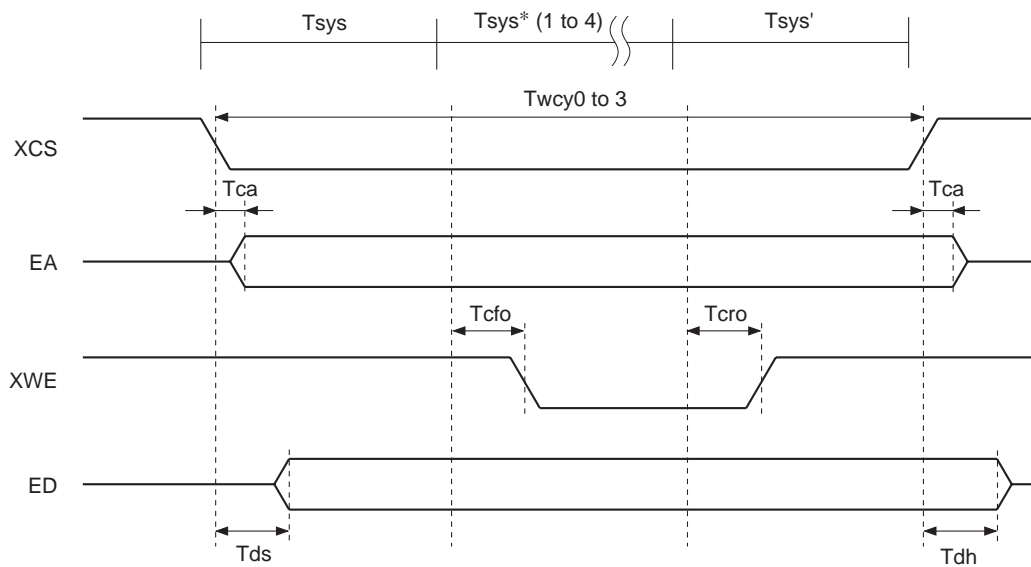 Tsys Tsys* (1 to 4) Tsys'
Twcy0 to 3
XCS
Tca Tca
EA
Tcfo Tcro
XWE
ED
Tds Tdh